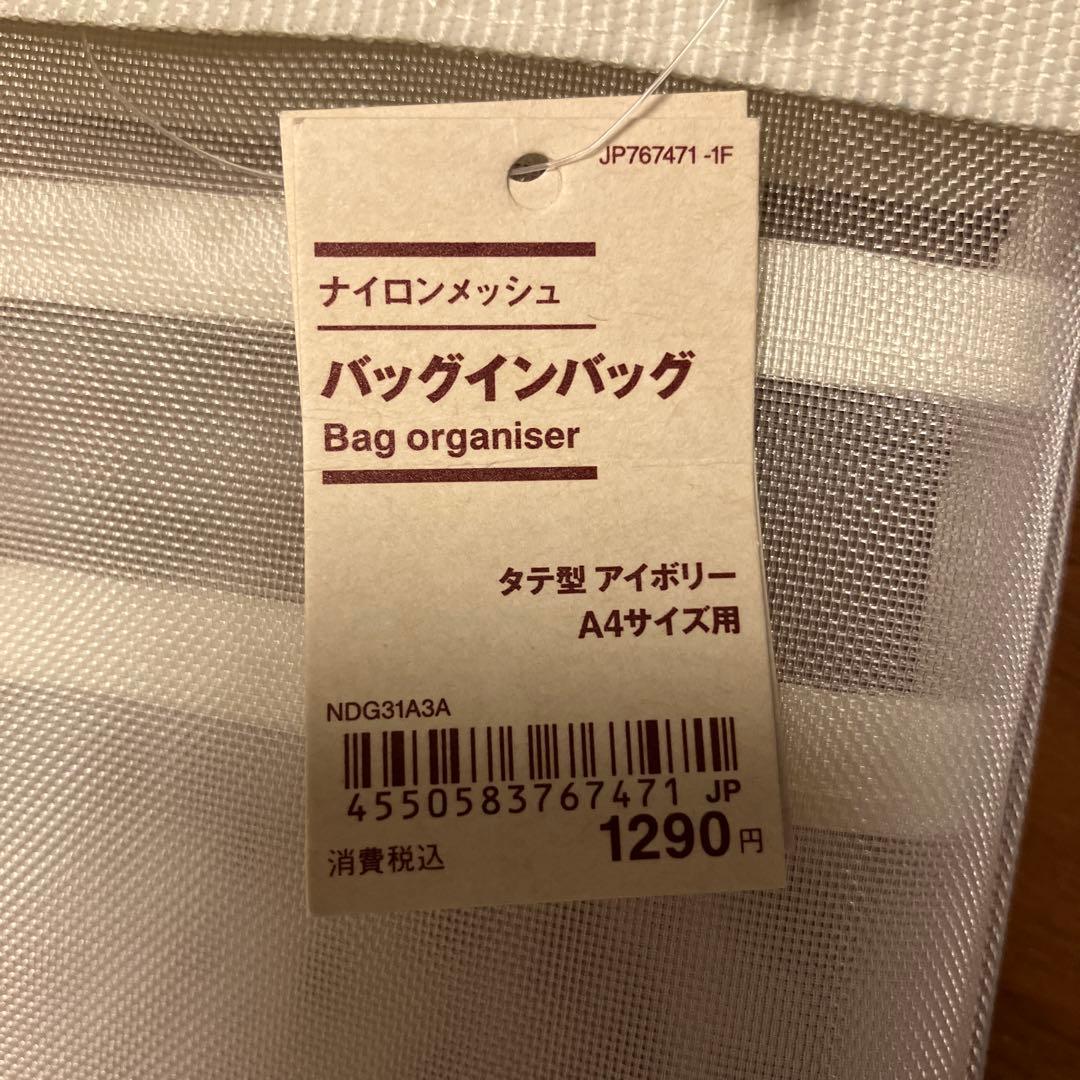 JP767471 -1F
ナイロンメッシュ
バッグインバッグ
Bag organiser
タテ型 アイボリー
A4サイズ用
NDG31A3A
4550583767471 JP
消費税込 1290円